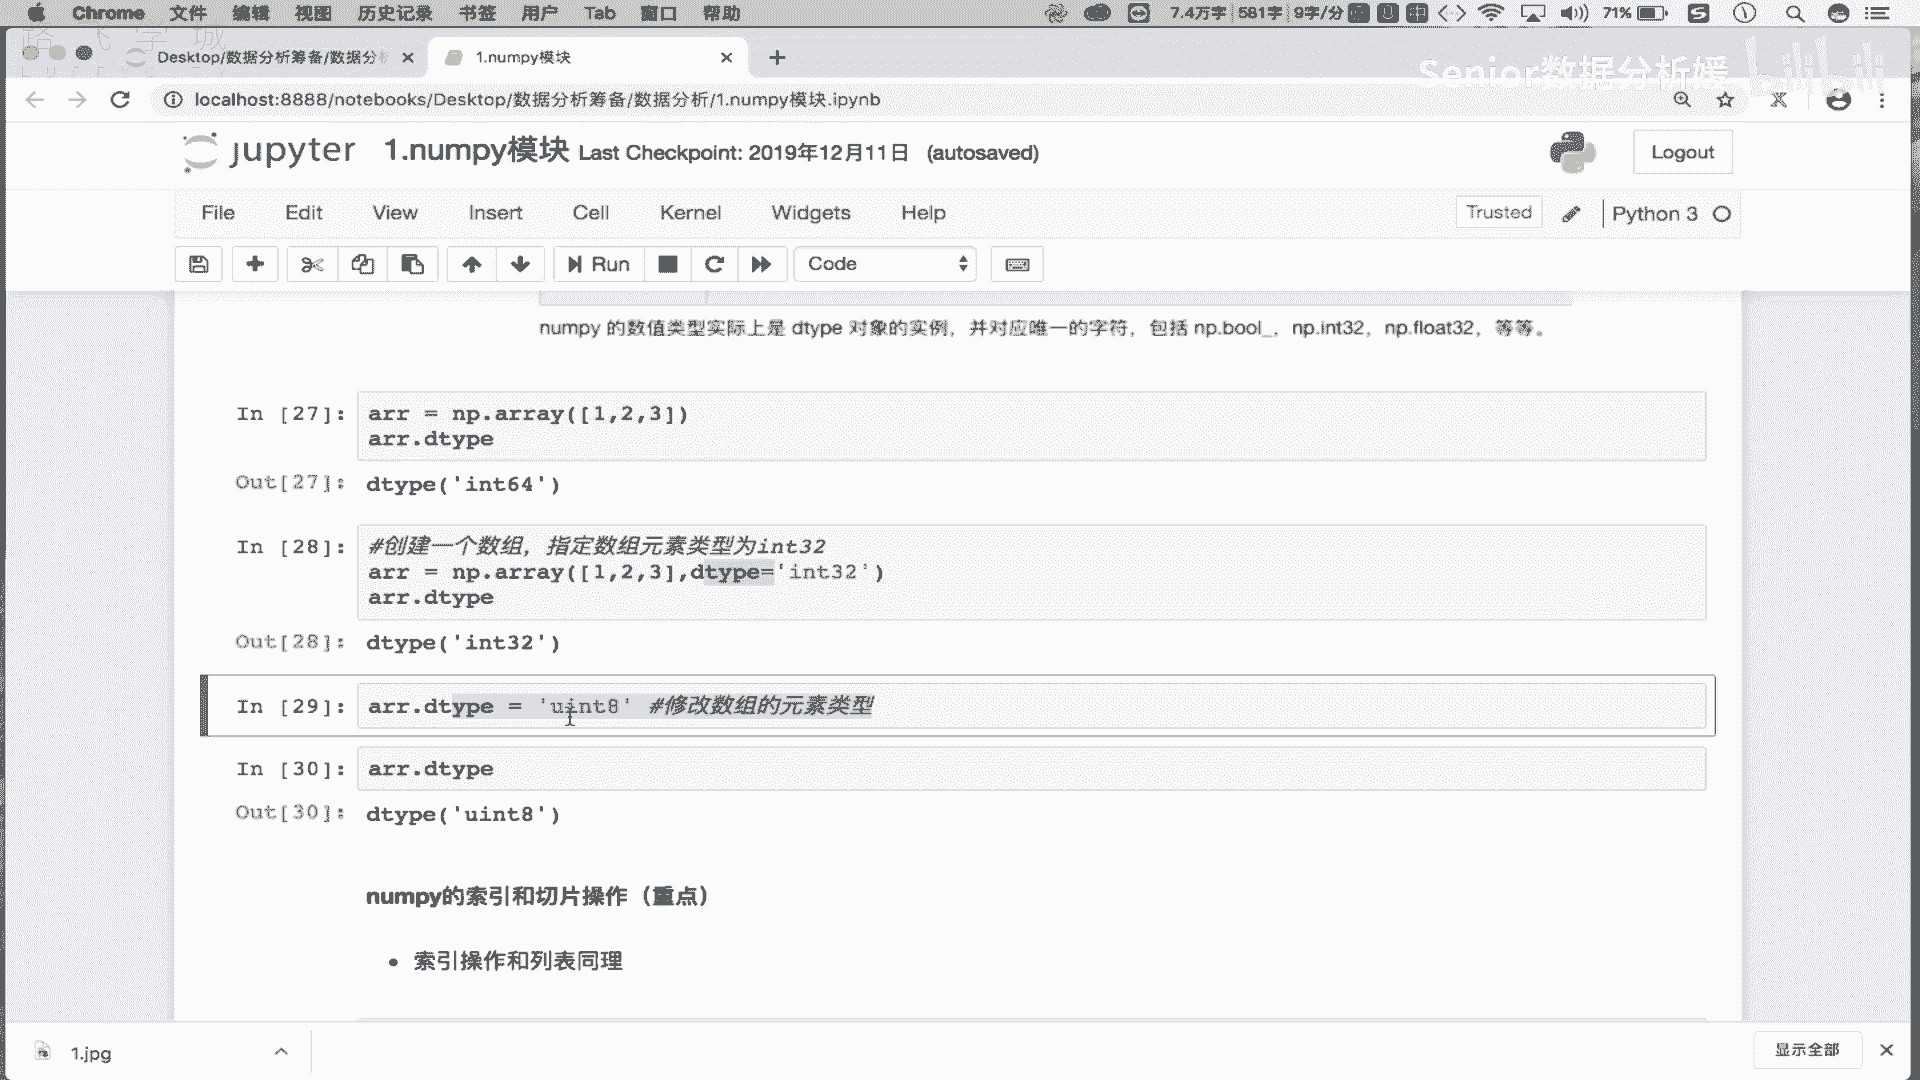 Chrome 文件 编辑 视图 历史记录 书签 用户 Tab 窗口 帮助 7.4万字 581字 9字/分 中 71%
Desktop/数据分析筹备/数据分析 1.numpy模块
Senior数据分析媛 bilibili
localhost:8888/notebooks/Desktop/数据分析筹备/数据分析/1.numpy模块.ipynb
jupyter 1.numpy模块 Last Checkpoint: 2019年12月11日 (autosaved) Logout
File Edit View Insert Cell Kernel Widgets Help Trusted Python 3
Run Code
numpy 的数值类型实际上是 dtype 对象的实例，并对应唯一的字符，包括 np.bool_，np.int32，np.float32，等等。
In [27]: arr = np.array([1,2,3])
arr.dtype
Out[27]: dtype('int64')
In [28]: #创建一个数组，指定数组元素类型为int32
arr = np.array([1,2,3],dtype='int32')
arr.dtype
Out[28]: dtype('int32')
In [29]: arr.dtype = 'uint8' #修改数组的元素类型
In [30]: arr.dtype
Out[30]: dtype('uint8')
numpy的索引和切片操作（重点）
• 索引操作和列表同理
1.jpg 显示全部